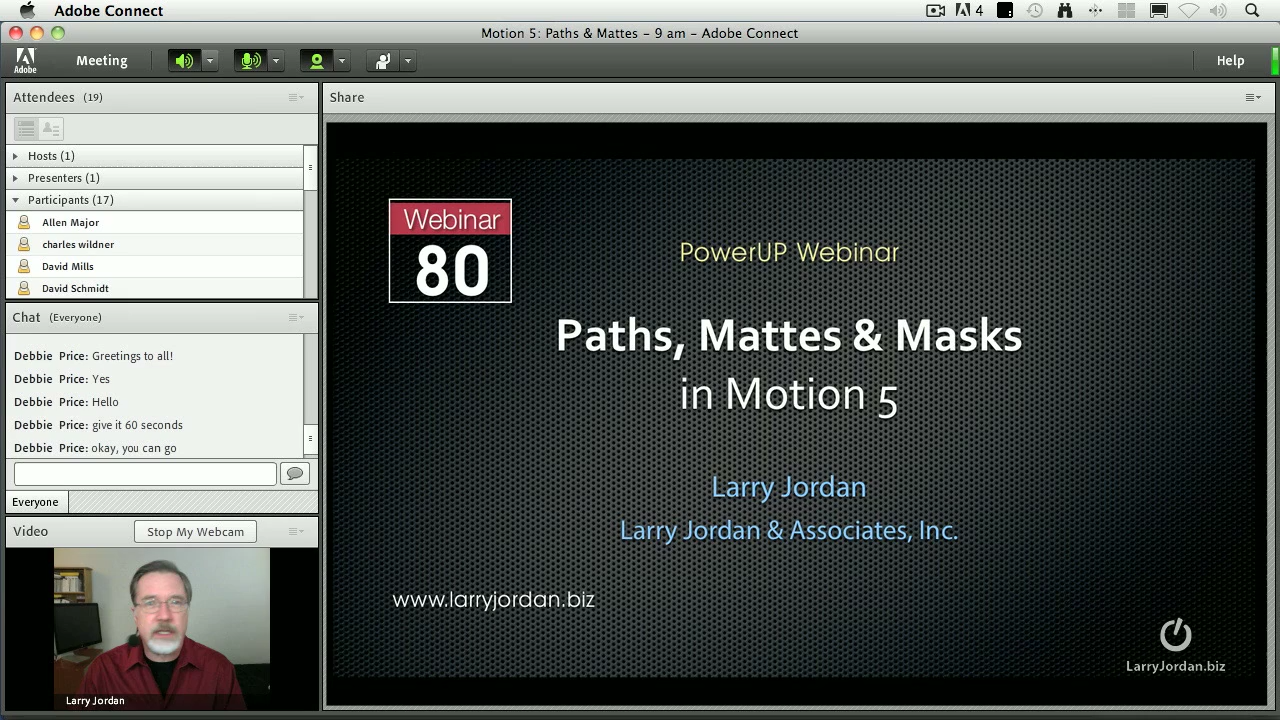 Adobe Connect
4
Motion 5: Paths & Mattes – 9 am – Adobe Connect
Adobe
Meeting
Help
Attendees (19)
Hosts (1)
Presenters (1)
Participants (17)
Allen Major
charles wildner
David Mills
David Schmidt
Chat (Everyone)
Debbie Price: Greetings to all!
Debbie Price: Yes
Debbie Price: Hello
Debbie Price: give it 60 seconds
Debbie Price: okay, you can go
Everyone
Video
Stop My Webcam
Larry Jordan
Share
Webinar
80
PowerUP Webinar
Paths, Mattes & Masks
in Motion 5
Larry Jordan
Larry Jordan & Associates, Inc.
www.larryjordan.biz
LarryJordan.biz